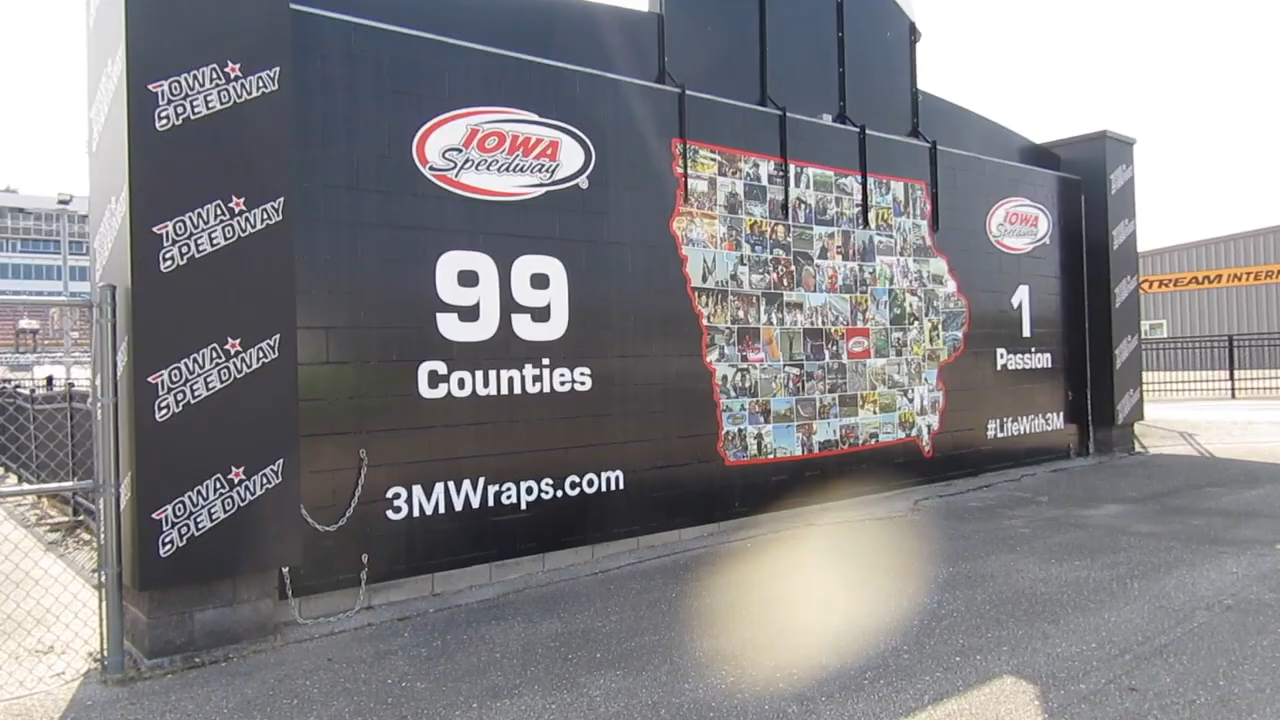 IOWA
SPEEDWAY
IOWA
SPEEDWAY
IOWA
SPEEDWAY
IOWA
SPEEDWAY
IOWA
Speedway
®
99
Counties
3MWraps.com
IOWA
Speedway
1
Passion
#LifeWith3M
XTREAM INTERN